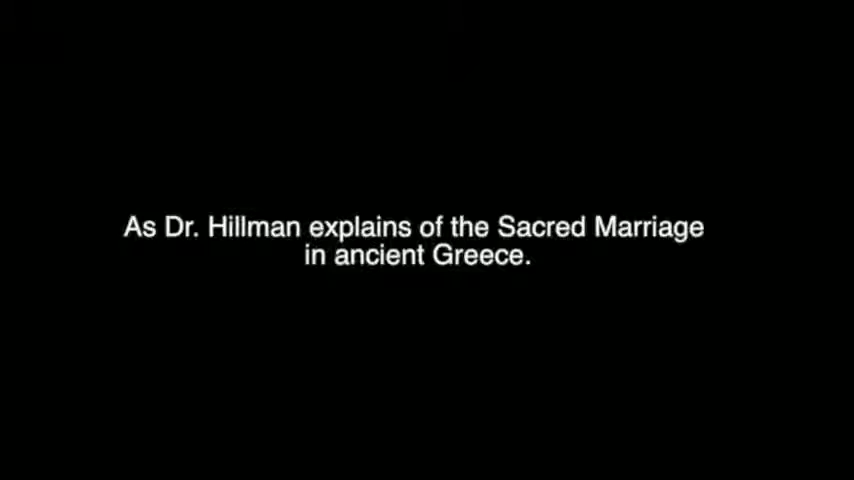 As Dr. Hillman explains of the Sacred Marriage
in ancient Greece.